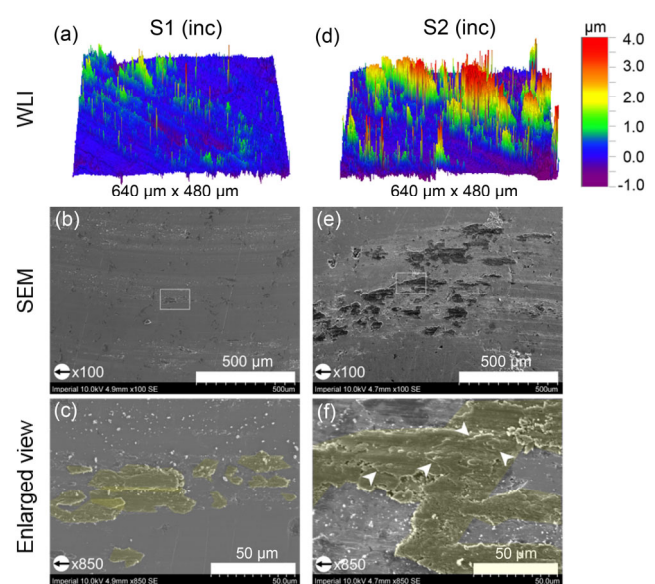 S1 (inc)
S2 (inc)
(a)
(d)
µm
4.0
3.0
2.0
1.0
0.0
-1.0
WLI
640 µm x 480 µm
640 µm x 480 µm
(b)
(e)
SEM
x100
500 µm
x100
500 µm
Imperial 10.0kV 4.9mm x100 SE
500um
Imperial 10.0kV 4.7mm x100 SE
500um
(c)
(f)
Enlarged view
x850
50 µm
x850
50 µm
Imperial 10.0kV 4.9mm x850 SE
50.0um
Imperial 10.0kV 4.7mm x850 SE
50.0um